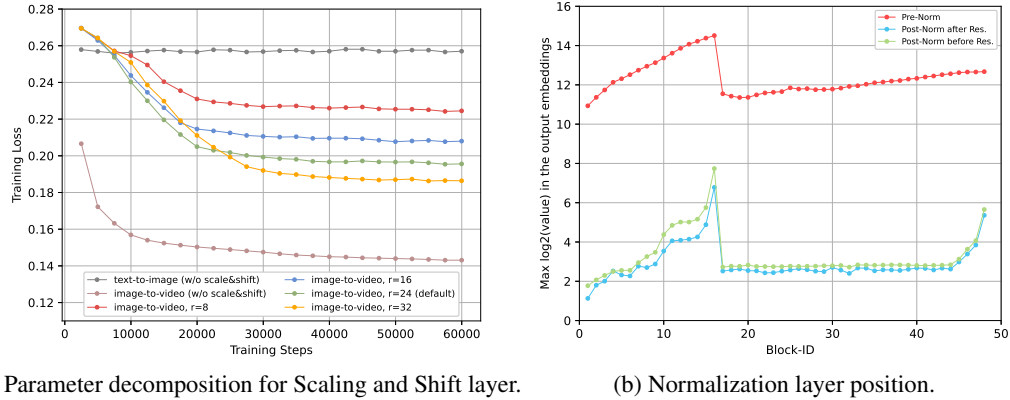 0.28
0.26
0.24
0.22
0.20
0.18
0.16
0.14
0.12
Training Loss
text-to-image (w/o scale&shift)
image-to-video (w/o scale&shift)
image-to-video, r=8
image-to-video, r=16
image-to-video, r=24 (default)
image-to-video, r=32
0 10000 20000 30000 40000 50000 60000
Training Steps
Parameter decomposition for Scaling and Shift layer.
16
14
12
10
8
6
4
2
0
Max log2(value) in the output embeddings
Pre-Norm
Post-Norm after Res.
Post-Norm before Res.
0 10 20 30 40 50
Block-ID
(b) Normalization layer position.